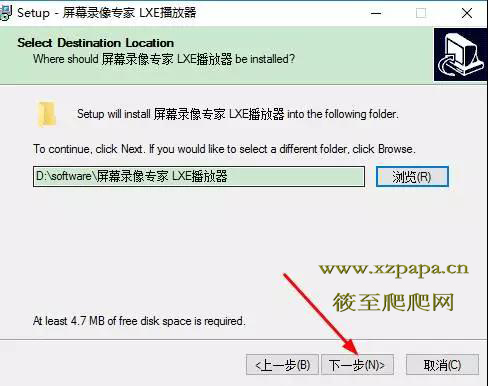 Setup - 屏幕录像专家 LXE播放器
Select Destination Location
Where should 屏幕录像专家 LXE播放器 be installed?
Setup will install 屏幕录像专家 LXE播放器 into the following folder.
To continue, click Next. If you would like to select a different folder, click Browse.
D:\software\屏幕录像专家 LXE播放器
浏览(R)
www.xzpapa.cn
筱至爬爬网
At least 4.7 MB of free disk space is required.
<上一步(B)
下一步(N)>
取消(C)